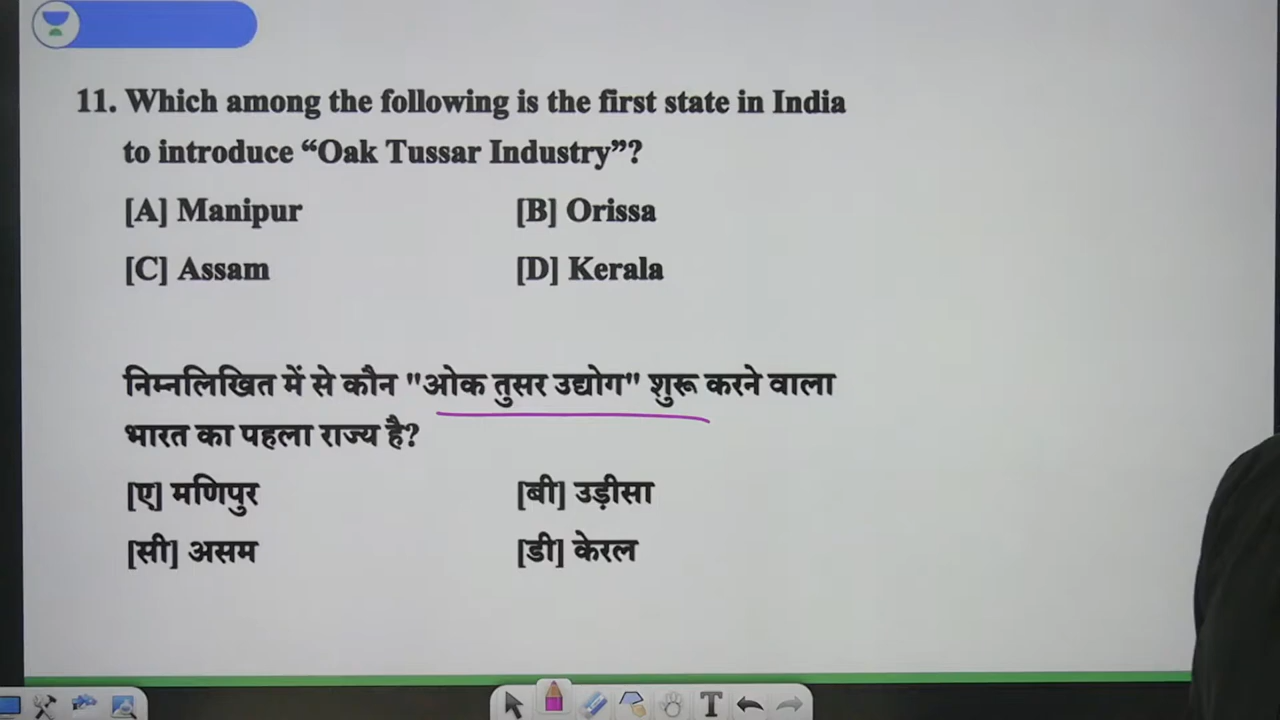 11. Which among the following is the first state in India
to introduce “Oak Tussar Industry”?
[A] Manipur [B] Orissa
[C] Assam [D] Kerala
निम्नलिखित में से कौन "ओक तुसर उद्योग" शुरू करने वाला
भारत का पहला राज्य है?
[ए] मणिपुर [बी] उड़ीसा
[सी] असम [डी] केरल
T